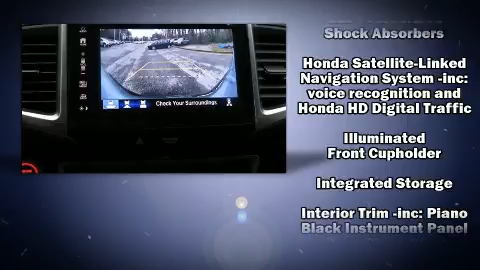 Check Your Surroundings
Shock Absorbers
Honda Satellite-Linked
Navigation System -inc:
voice recognition and
Honda HD Digital Traffic
Illuminated
Front Cupholder
Integrated Storage
Interior Trim -inc: Piano
Black Instrument Panel